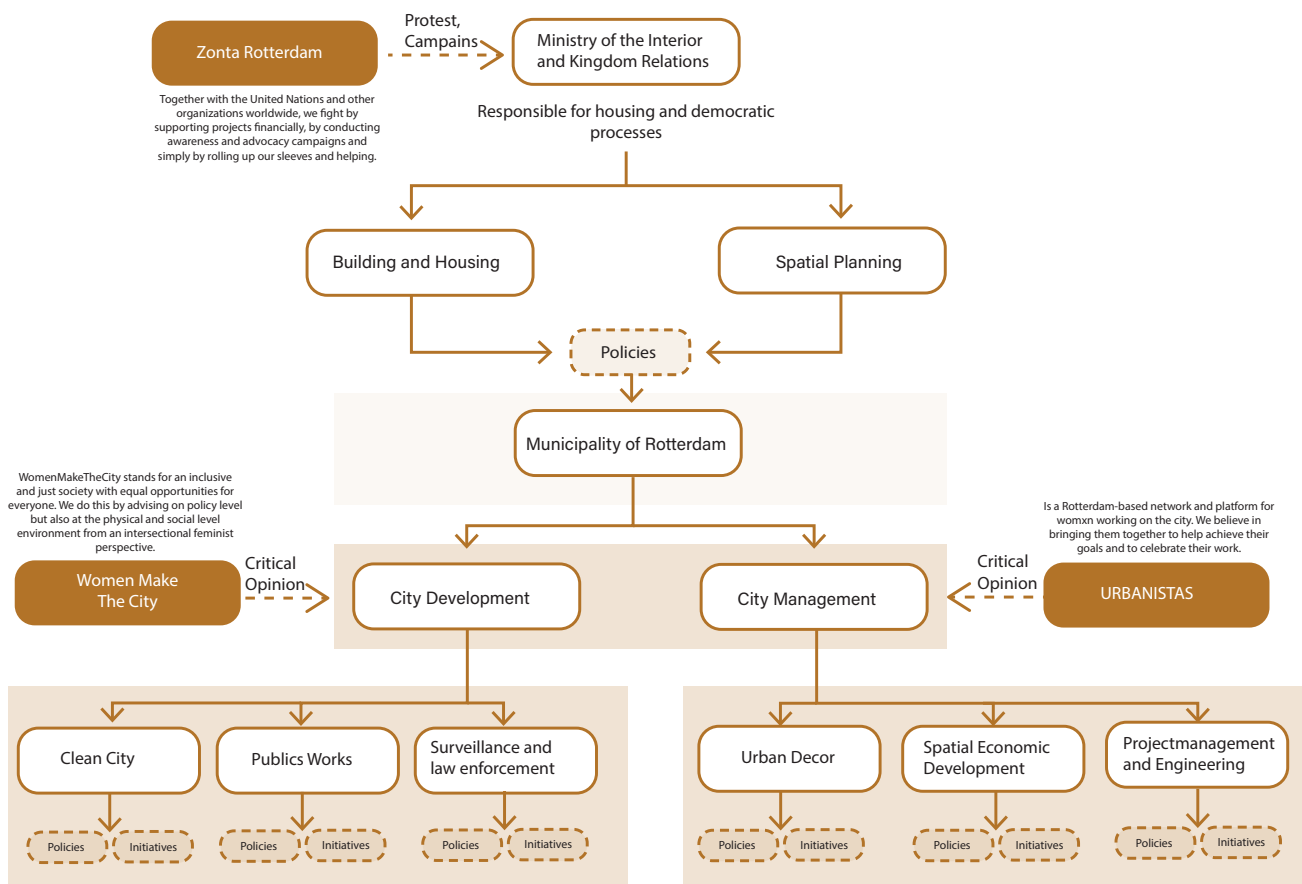 Zonta Rotterdam
Protest,
Campains
Ministry of the Interior
and Kingdom Relations
Together with the United Nations and other
organizations worldwide, we fight by
supporting projects financially, by conducting
awareness and advocacy campaigns and
simply by rolling up our sleeves and helping.
Responsible for housing and democratic
processes
Building and Housing
Spatial Planning
Policies
Municipality of Rotterdam
WomenMakeTheCity stands for an inclusive
and just society with equal opportunities for
everyone. We do this by advising on policy level
but also at the physical and social level
environment from an intersectional feminist
perspective.
Women Make
The City
Critical
Opinion
City Development
City Management
Critical
Opinion
Is a Rotterdam-based network and platform for
womxn working on the city. We believe in
bringing them together to help achieve their
goals and to celebrate their work.
URBANISTAS
Clean City
Publics Works
Surveillance and
law enforcement
Urban Decor
Spatial Economic
Development
Projectmanagement
and Engineering
Policies
Initiatives
Policies
Initiatives
Policies
Initiatives
Policies
Initiatives
Policies
Initiatives
Policies
Initiatives